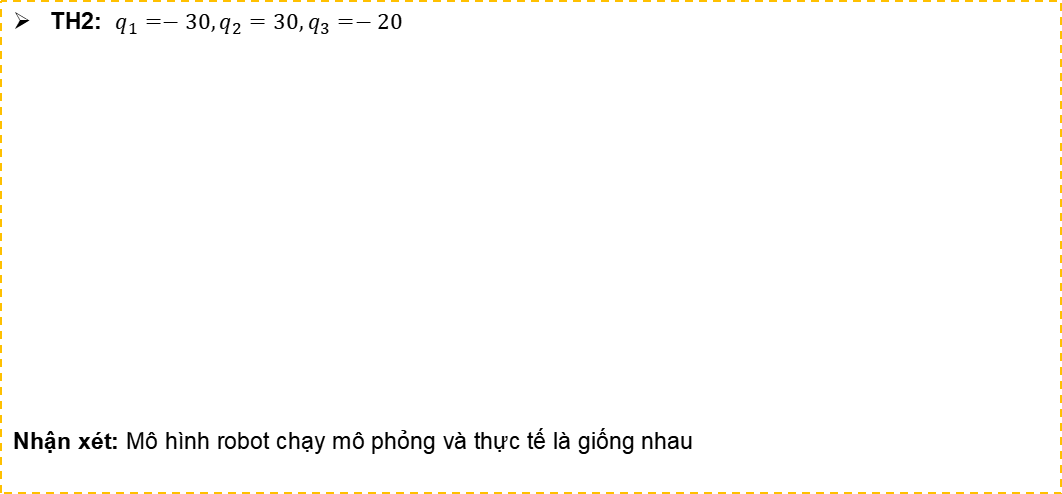 ➢ TH2: q₁ =− 30, q₂ = 30, q₃ =− 20
Nhận xét: Mô hình robot chạy mô phỏng và thực tế là giống nhau